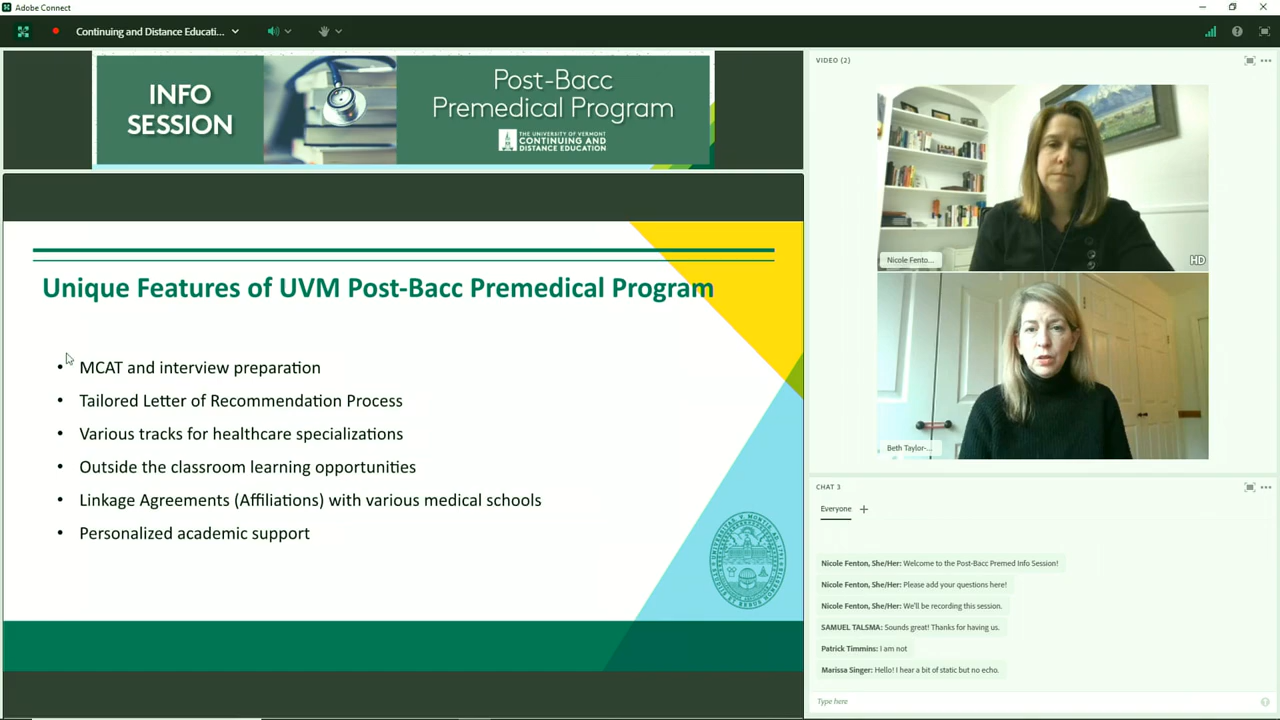 Adobe Connect
Continuing and Distance Educati...
INFO
SESSION
Post-Bacc
Premedical Program
THE UNIVERSITY OF VERMONT
CONTINUING AND
DISTANCE EDUCATION
Unique Features of UVM Post-Bacc Premedical Program
• MCAT and interview preparation
• Tailored Letter of Recommendation Process
• Various tracks for healthcare specializations
• Outside the classroom learning opportunities
• Linkage Agreements (Affiliations) with various medical schools
• Personalized academic support
VIDEO (2)
Nicole Fento...
HD
Beth Taylor-...
CHAT 3
Everyone
Nicole Fenton, She/Her: Welcome to the Post-Bacc Premed Info Session!
Nicole Fenton, She/Her: Please add your questions here!
Nicole Fenton, She/Her: We'll be recording this session.
SAMUEL TALSMA: Sounds great! Thanks for having us.
Patrick Timmins: I am not
Marissa Singer: Hello! I hear a bit of static but no echo.
Type here